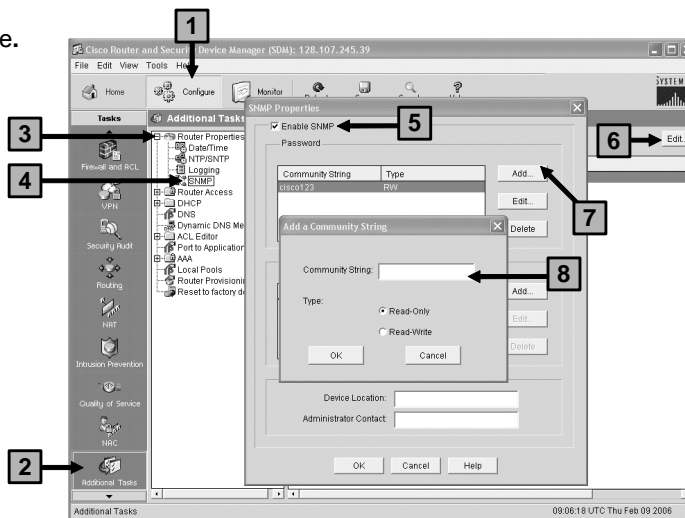 e.
1
Cisco Router and Security Device Manager (SDM): 128.107.245.39
File Edit View Tools
Home Configure Monitor
SYSTEM
Tasks
Additional Tasks
SNMP Properties
Enable SNMP
5
Password
6
Edit...
3
Router Properties
Date/Time
NTP/SNTP
Logging
4
SNMP
Router Access
DHCP
DNS
Dynamic DNS Me
ACL Editor
Port to Application
AAA
Local Pools
Router Provisioni
Reset to factory de
Firewall and ACL
VPN
Security Audit
Routing
NAT
Intrusion Prevention
Quality of Service
NAC
2
Additional Tasks
Community String Type
cisco123 RW
Add...
Edit...
Delete
7
Add a Community String
Community String:
8
Type:
Read-Only
Read-Write
OK Cancel
Add...
Edit...
Delete
Device Location:
Administrator Contact:
OK Cancel Help
Additional Tasks
09:06:18 UTC Thu Feb 09 2006